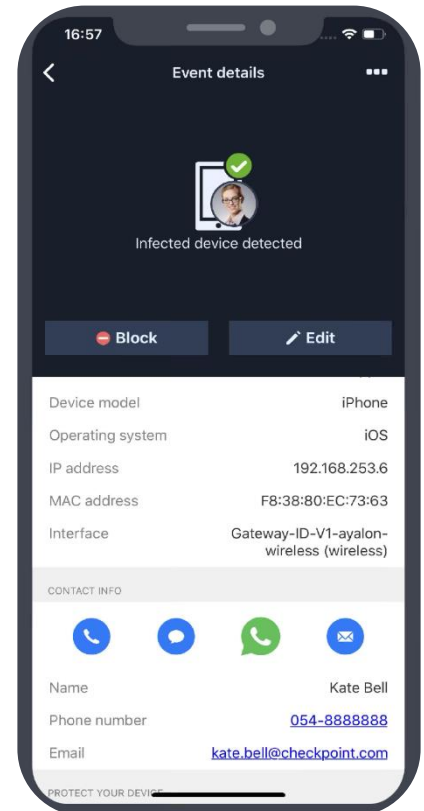 16:57
Event details
Infected device detected
Block
Edit
Device model iPhone
Operating system iOS
IP address 192.168.253.6
MAC address F8:38:80:EC:73:63
Interface Gateway-ID-V1-ayalon-
wireless (wireless)
CONTACT INFO
Name Kate Bell
Phone number 054-8888888
Email kate.bell@checkpoint.com
PROTECT YOUR DEVICE